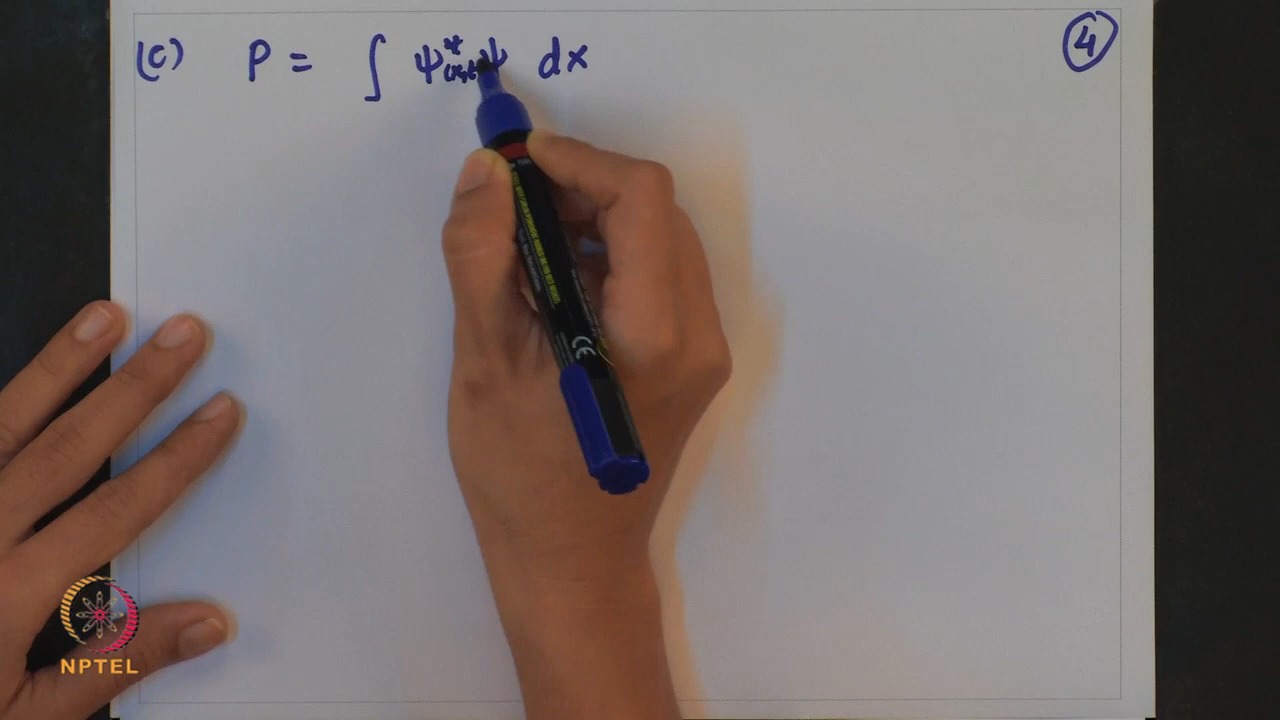 (c) P = ∫ ψ*(x,t) ψ dx
④
NPTEL